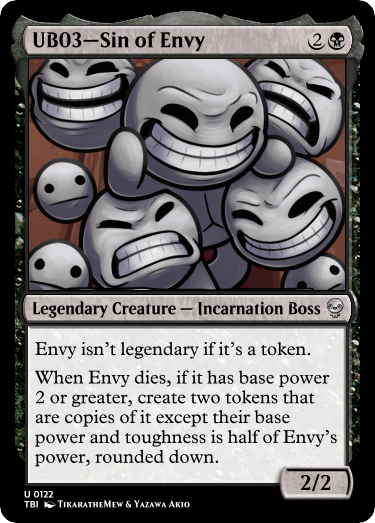 UB03—Sin of Envy 2
Legendary Creature — Incarnation Boss
Envy isn't legendary if it's a token.
When Envy dies, if it has base power
2 or greater, create two tokens that
are copies of it except their base
power and toughness is half of Envy's
power, rounded down.
2/2
U 0122
TBI TikaratheMew & Yazawa Akio